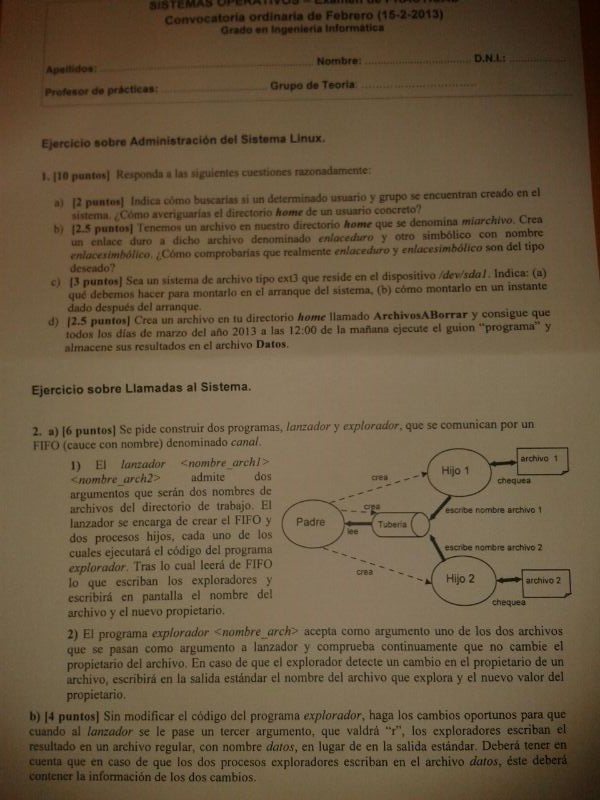 SISTEMAS OPERATIVOS – Examen de PRÁCTICAS
Convocatoria ordinaria de Febrero (15-2-2013)
Grado en Ingeniería Informática
Apellidos:
Nombre:
D.N.I.:
Profesor de prácticas:
Grupo de Teoría:
Ejercicio sobre Administración del Sistema Linux.
1. [10 puntos] Responda a las siguientes cuestiones razonadamente:
a) [2 puntos] Indica cómo buscarías si un determinado usuario y grupo se encuentran creado en el
sistema. ¿Cómo averiguarías el directorio home de un usuario concreto?
b) [2.5 puntos] Tenemos un archivo en nuestro directorio home que se denomina miarchivo. Crea
un enlace duro a dicho archivo denominado enlaceduro y otro simbólico con nombre
enlacesimbólico. ¿Cómo comprobarías que realmente enlaceduro y enlacesimbólico son del tipo
deseado?
c) [3 puntos] Sea un sistema de archivo tipo ext3 que reside en el dispositivo /dev/sda1. Indica: (a)
qué debemos hacer para montarlo en el arranque del sistema, (b) cómo montarlo en un instante
dado después del arranque.
d) [2.5 puntos] Crea un archivo en tu directorio home llamado ArchivosABorrar y consigue que
todos los días de marzo del año 2013 a las 12:00 de la mañana ejecute el guion “programa” y
almacene sus resultados en el archivo Datos.
Ejercicio sobre Llamadas al Sistema.
2. a) [6 puntos] Se pide construir dos programas, lanzador y explorador, que se comunican por un
FIFO (cauce con nombre) denominado canal.
1) El lanzador <nombre_arch1>
<nombre_arch2> admite dos
argumentos que serán dos nombres de
archivos del directorio de trabajo. El
lanzador se encarga de crear el FIFO y
dos procesos hijos, cada uno de los
cuales ejecutará el código del programa
explorador. Tras lo cual leerá de FIFO
lo que escriban los exploradores y
escribirá en pantalla el nombre del
archivo y el nuevo propietario.
Hijo 1
archivo 1
chequea
crea
escribe nombre archivo 1
crea
Padre
lee
Tubería
escribe nombre archivo 2
crea
Hijo 2
archivo 2
chequea
2) El programa explorador <nombre_arch> acepta como argumento uno de los dos archivos
que se pasan como argumento a lanzador y comprueba continuamente que no cambie el
propietario del archivo. En caso de que el explorador detecte un cambio en el propietario de un
archivo, escribirá en la salida estándar el nombre del archivo que explora y el nuevo valor del
propietario.
b) [4 puntos] Sin modificar el código del programa explorador, haga los cambios oportunos para que
cuando al lanzador se le pase un tercer argumento, que valdrá “r”, los exploradores escriban el
resultado en un archivo regular, con nombre datos, en lugar de en la salida estándar. Deberá tener en
cuenta que en caso de que los dos procesos exploradores escriban en el archivo datos, éste deberá
contener la información de los dos cambios.